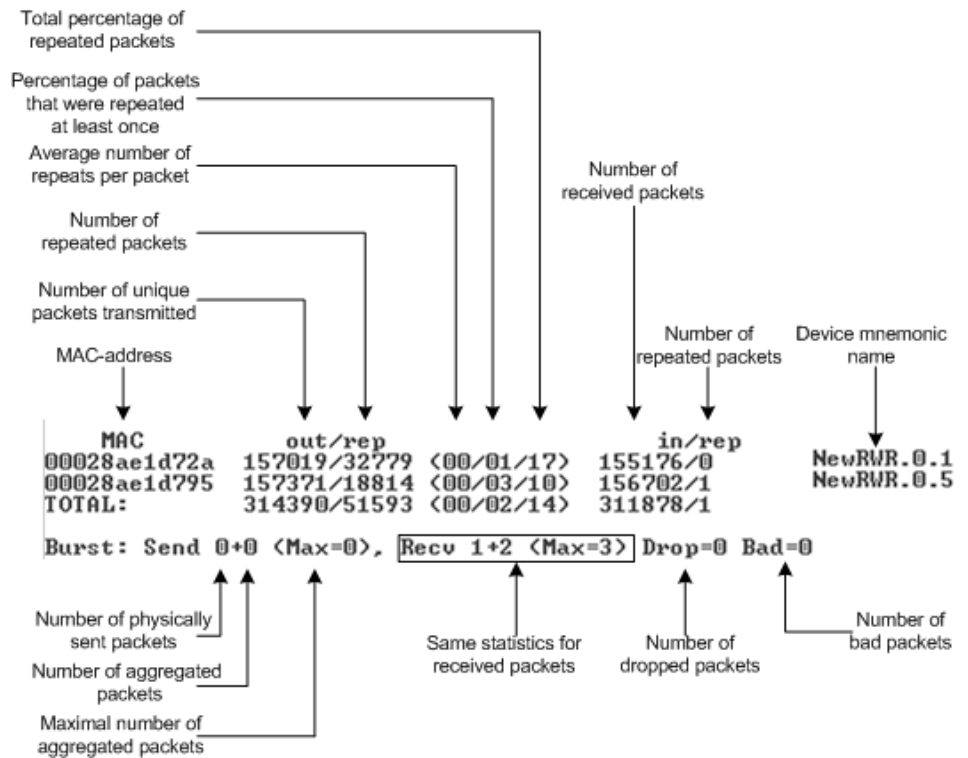 Total percentage of
repeated packets
Percentage of packets
that were repeated
at least once
Average number of
repeats per packet
Number of
received packets
Number of
repeated packets
Number of unique
packets transmitted
MAC-address
Number of
repeated packets
Device mnemonic
name
MAC out/rep in/rep
00028ae1d72a 157019/32779 (00/01/17) 155176/0 NewRWR.0.1
00028ae1d795 157371/18814 (00/03/10) 156702/1 NewRWR.0.5
TOTAL: 314390/51593 (00/02/14) 311878/1
Burst: Send 0+0 (Max=0), Recv 1+2 (Max=3) Drop=0 Bad=0
Number of physically
sent packets
Number of aggregated
packets
Maximal number of
aggregated packets
Same statistics for
received packets
Number of
dropped packets
Number of
bad packets